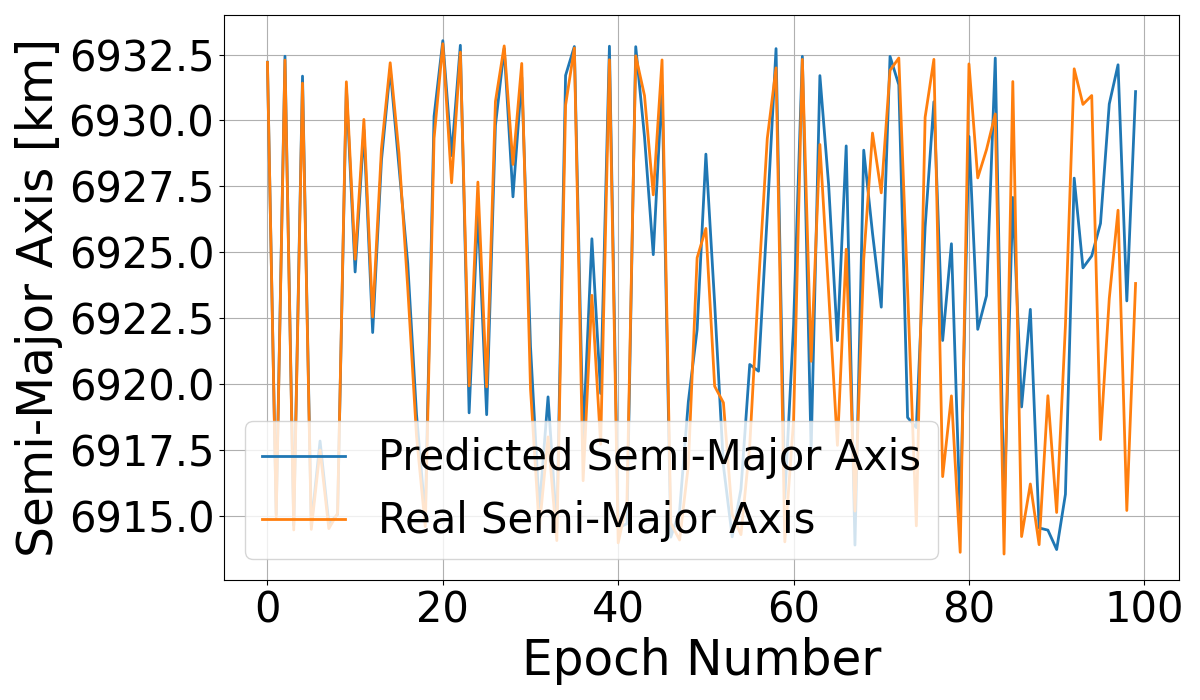 Semi-Major Axis [km]
6932.5
6930.0
6927.5
6925.0
6922.5
6920.0
6917.5
6915.0
Predicted Semi-Major Axis
Real Semi-Major Axis
0 20 40 60 80 100
Epoch Number